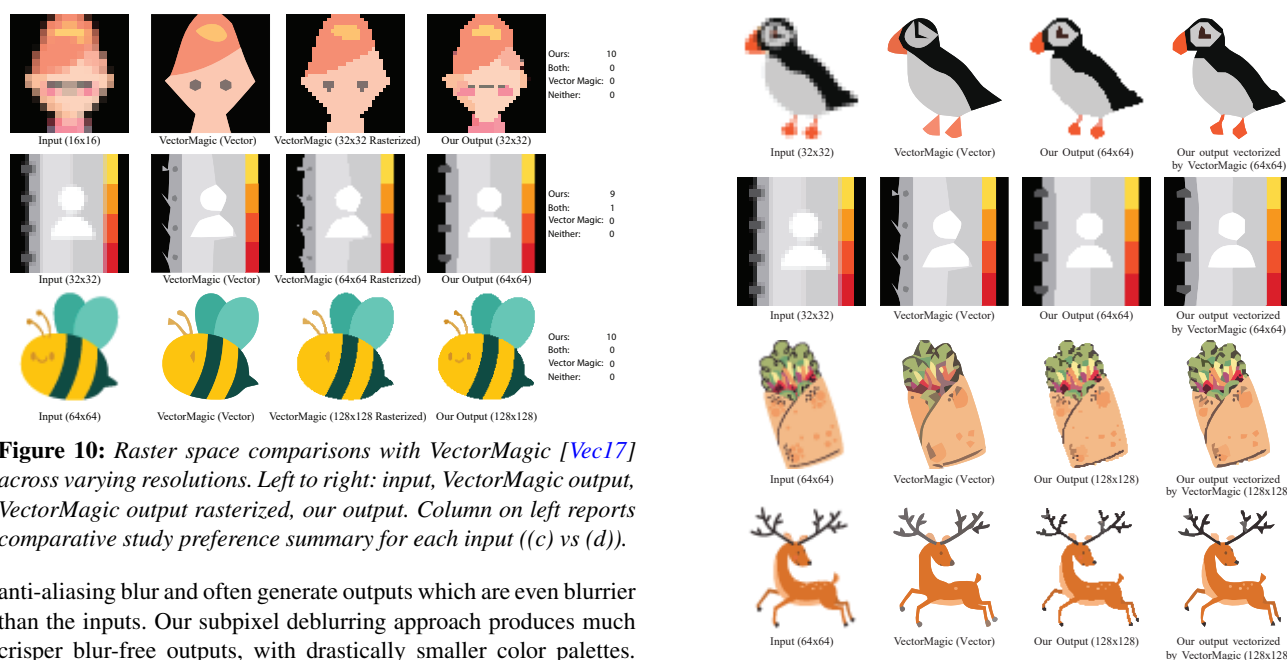 Ours: 10
Both: 0
Vector Magic: 0
Neither: 0
Input (16x16) VectorMagic (Vector) VectorMagic (32x32 Rasterized) Our Output (32x32)
Ours: 9
Both: 1
Vector Magic: 0
Neither: 0
Input (32x32) VectorMagic (Vector) VectorMagic (64x64 Rasterized) Our Output (64x64)
Ours: 10
Both: 0
Vector Magic: 0
Neither: 0
Input (64x64) VectorMagic (Vector) VectorMagic (128x128 Rasterized) Our Output (128x128)
Figure 10: Raster space comparisons with VectorMagic [Vec17]
across varying resolutions. Left to right: input, VectorMagic output,
VectorMagic output rasterized, our output. Column on left reports
comparative study preference summary for each input ((c) vs (d)).
anti-aliasing blur and often generate outputs which are even blurrier
than the inputs. Our subpixel deblurring approach produces much
crisper blur-free outputs, with drastically smaller color palettes.
Input (32x32) VectorMagic (Vector) Our Output (64x64) Our output vectorized
by VectorMagic (64x64)
Input (32x32) VectorMagic (Vector) Our Output (64x64) Our output vectorized
by VectorMagic (64x64)
Input (64x64) VectorMagic (Vector) Our Output (128x128) Our output vectorized
by VectorMagic (128x128
Input (64x64) VectorMagic (Vector) Our Output (128x128) Our output vectorized
by VectorMagic (128x128